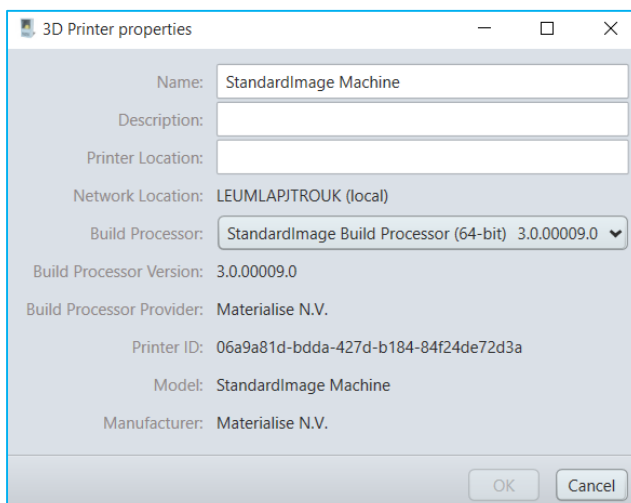 3D Printer properties
Name: StandardImage Machine
Description:
Printer Location:
Network Location: LEUMLAPJTROUK (local)
Build Processor: StandardImage Build Processor (64-bit) 3.0.00009.0
Build Processor Version: 3.0.00009.0
Build Processor Provider: Materialise N.V.
Printer ID: 06a9a81d-bdda-427d-b184-84f24de72d3a
Model: StandardImage Machine
Manufacturer: Materialise N.V.
OK Cancel